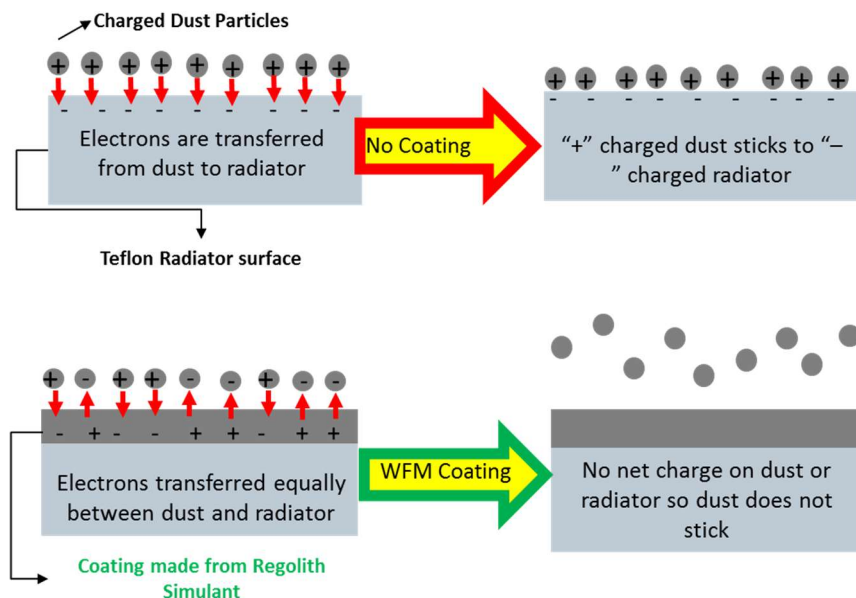 Charged Dust Particles
+ + + + + + + + +
+ + + + + + + + +
- - - - - - - - -
- - - - - - - - -
Electrons are transferred
from dust to radiator
No Coating
“+” charged dust sticks to “–
” charged radiator
Teflon Radiator surface
+ - + + - - + - -
- + - - + + - + +
Electrons transferred equally
between dust and radiator
WFM Coating
No net charge on dust or
radiator so dust does not
stick
Coating made from Regolith
Simulant